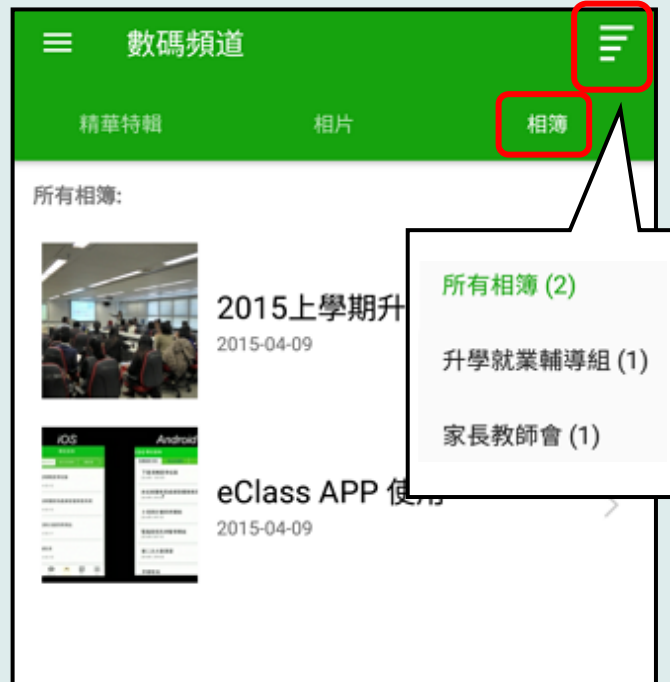 數碼頻道
精華特輯
相片
相簿
所有相簿:
2015上學期升
2015-04-09
所有相簿 (2)
升學就業輔導組 (1)
家長教師會 (1)
iOS
Android
eClass APP 使用
2015-04-09